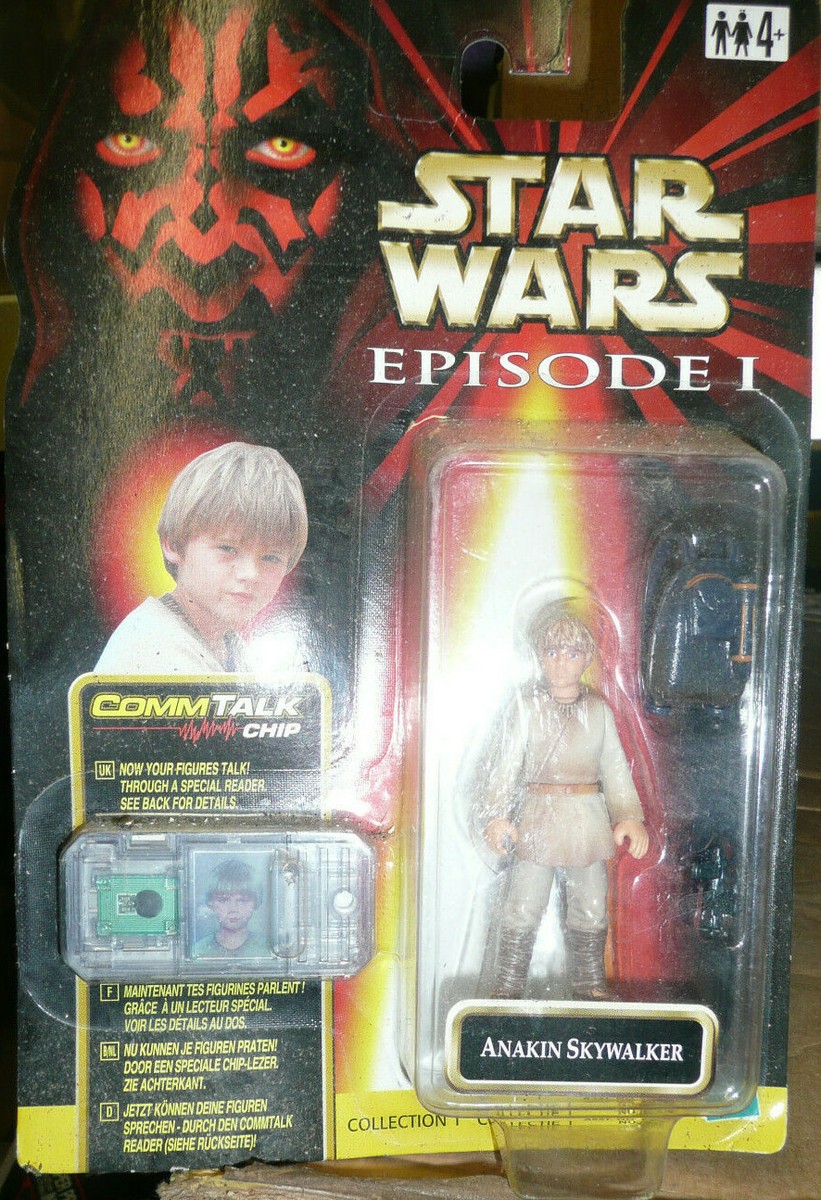 4+
STAR
WARS
EPISODE I
COMMTALK
CHIP
UK NOW YOUR FIGURES TALK!
THROUGH A SPECIAL READER.
SEE BACK FOR DETAILS.
F MAINTENANT TES FIGURINES PARLENT!
GRÂCE À UN LECTEUR SPÉCIAL.
VOIR LES DÉTAILS AU DOS.
B/NL NU KUNNEN JE FIGUREN PRATEN!
DOOR EEN SPECIALE CHIP-LEZER.
ZIE ACHTERKANT.
D JETZT KÖNNEN DEINE FIGUREN
SPRECHEN - DURCH DEN COMMTALK
READER (SIEHE RÜCKSEITE)!
ANAKIN SKYWALKER
COLLECTION 1